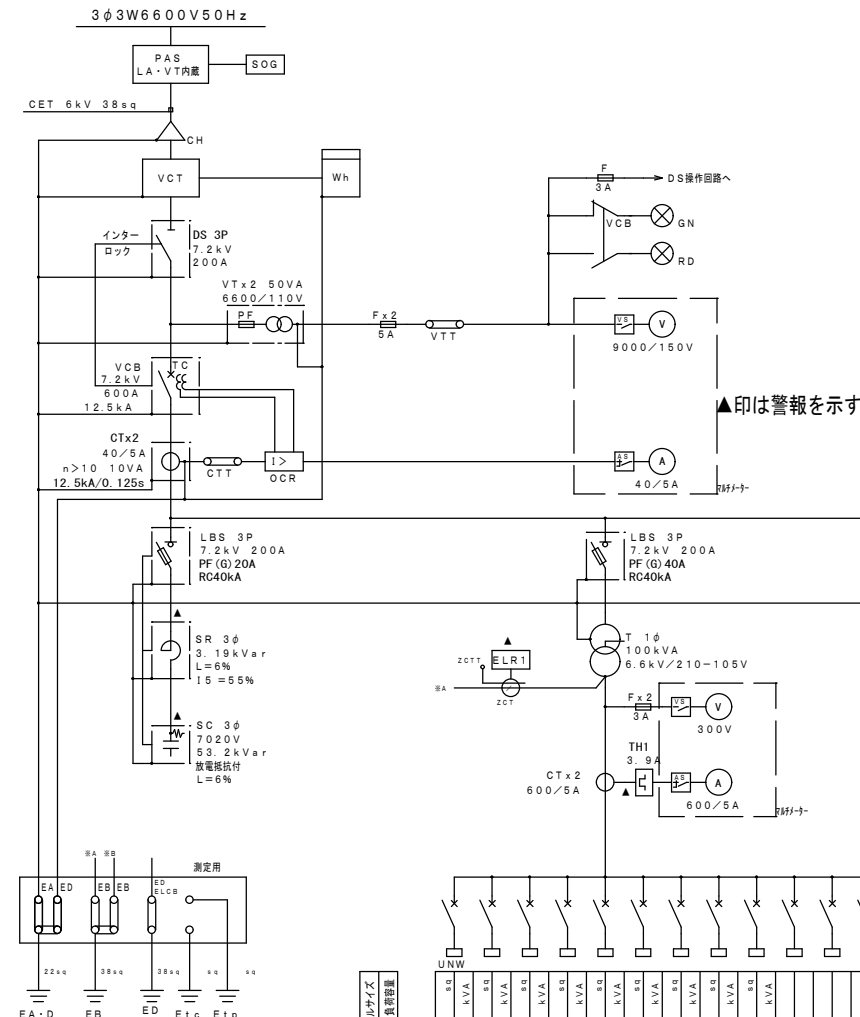 3φ3W6600V50Hz
PAS
LA・VT内蔵
SOG
CET 6kV 38sq
CH
VCT
Wh
F
3A
DS操作回路へ
VCB
GN
RD
インター
ロック
DS 3P
7.2kV
200A
VTx2 50VA
6600/110V
PF
Fx2
5A
VTT
VS
V
9000/150V
VCB
7.2kV
600A
12.5kA
TC
▲印は警報を示す
CTx2
40/5A
n>10 10VA
12.5kA/0.125s
CTT
I>
OCR
AS
A
40/5A
マルチメーター
LBS 3P
7.2kV 200A
PF(G)20A
RC40kA
LBS 3P
7.2kV 200A
PF(G)40A
RC40kA
▲
SR 3φ
3.19kVar
L=6%
I5=55%
▲
ZCTT
ELR1
※A
ZCT
T 1φ
100kVA
6.6kV/210-105V
▲
SC 3φ
7020V
53.2kVar
放電抵抗付
L=6%
Fx2
3A
VS
V
300V
TH1
3.9A
CTx2
600/5A
▲
AS
A
600/5A
マルチメーター
※A ※B
測定用
EA ED EB EB
ED
ELCB
22sq 38sq 38sq sq sq
EA・D EB ED Etc Etp
UNW
ルサイズ
負荷容量
sq kVA sq kVA sq kVA sq kVA sq kVA sq kVA sq kVA sq kVA sq kVA